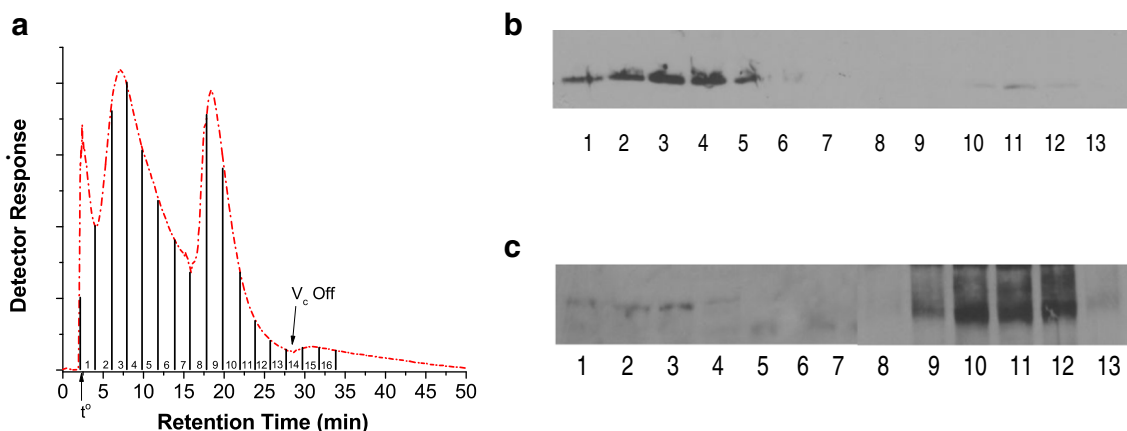 a
Detector Response
V_c Off
1 2 3 4 5 6 7 8 9 10 11 12 13 14 15 16
0 5 10 15 20 25 30 35 40 45 50
t°
Retention Time (min)
b
1 2 3 4 5 6 7 8 9 10 11 12 13
c
1 2 3 4 5 6 7 8 9 10 11 12 13